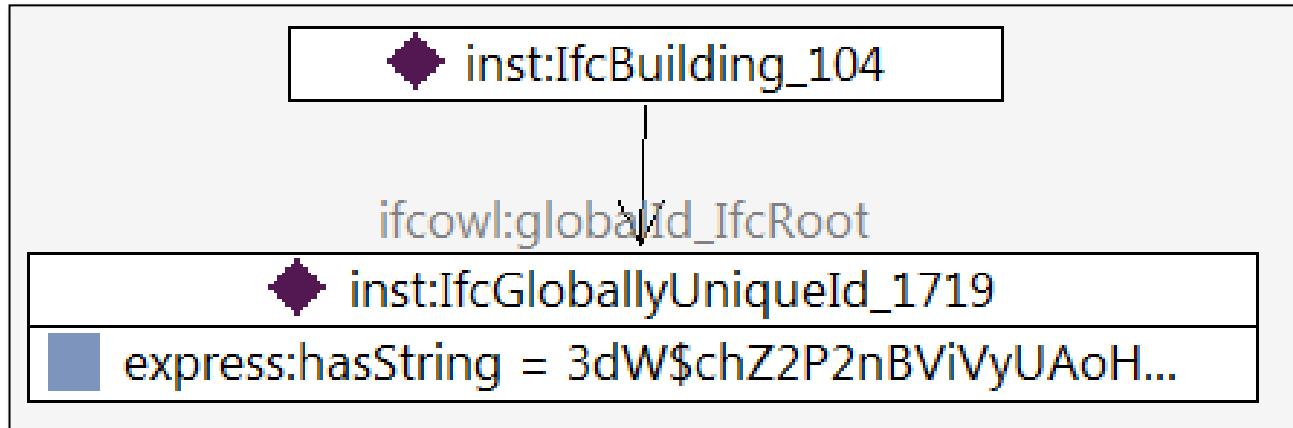 inst:IfcBuilding_104
ifcowl:globalId_IfcRoot
inst:IfcGloballyUniqueId_1719
express:hasString = 3dW$chZ2P2nBViVyUAoH...